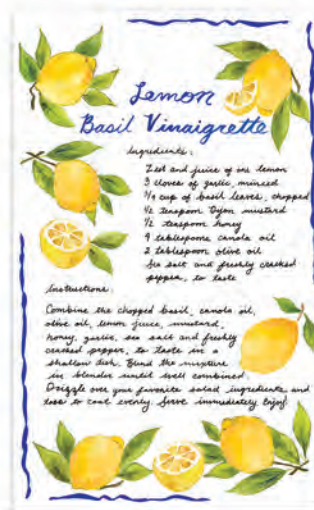 Lemon
Basil Vinaigrette
Ingredients:
Zest and juice of one lemon
3 cloves of garlic, minced
cup of basil leaves, chopped
1/2 teaspoon Dijon mustard
1/2 teaspoon honey
tablespoons canola oil
2 tablespoons olive oil
Sea salt and freshly cracked
pepper, to taste
Instructions:
Combine the chopped basil, canola oil,
olive oil, lemon juice, mustard,
honey, garlic, sea salt and freshly
cracked pepper, to taste in a
shallow dish. Blend the mixture
in blender until well combined.
Drizzle over your favorite salad ingredients and
toss to coat evenly. Serve immediately. Enjoy!